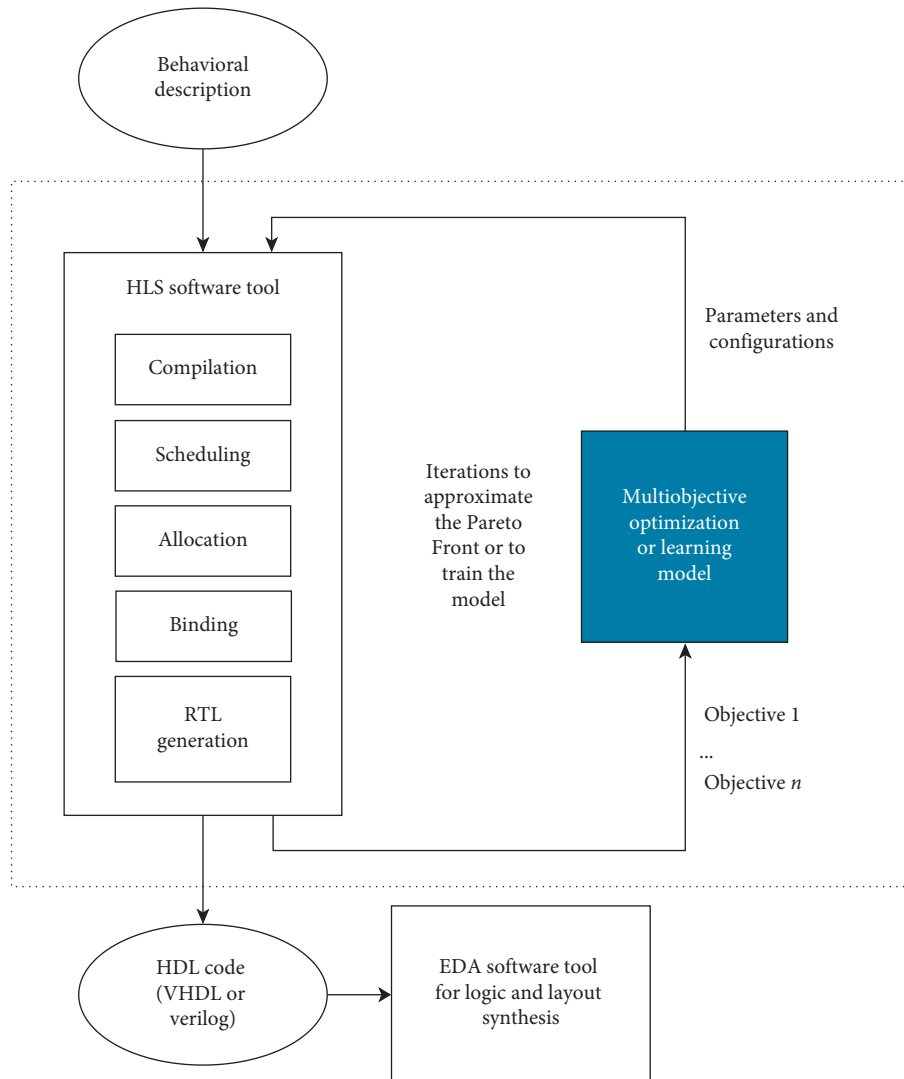 Behavioral
description
HLS software tool
Compilation
Scheduling
Allocation
Binding
RTL
generation
Iterations to
approximate
the Pareto
Front or to
train the
model
Parameters and
configurations
Multiobjective
optimization
or learning
model
Objective 1
...
Objective n
HDL code
(VHDL or
verilog)
EDA software tool
for logic and layout
synthesis